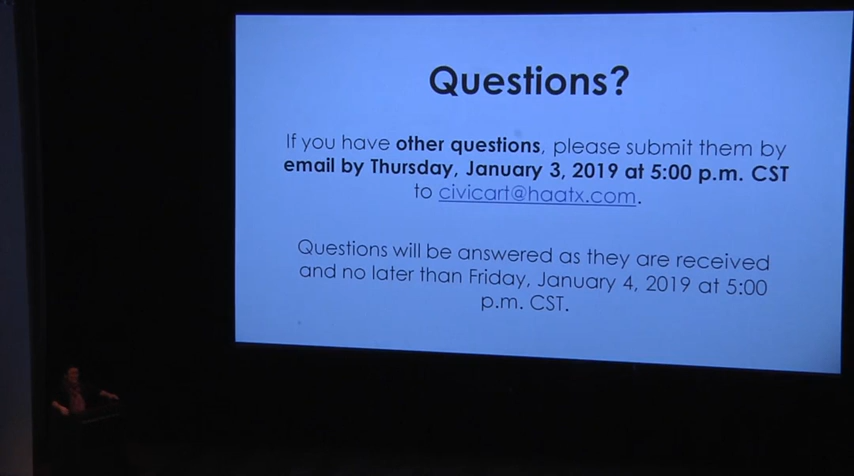 Questions?
If you have other questions, please submit them by
email by Thursday, January 3, 2019 at 5:00 p.m. CST
to civicart@haatx.com.
Questions will be answered as they are received
and no later than Friday, January 4, 2019 at 5:00
p.m. CST.